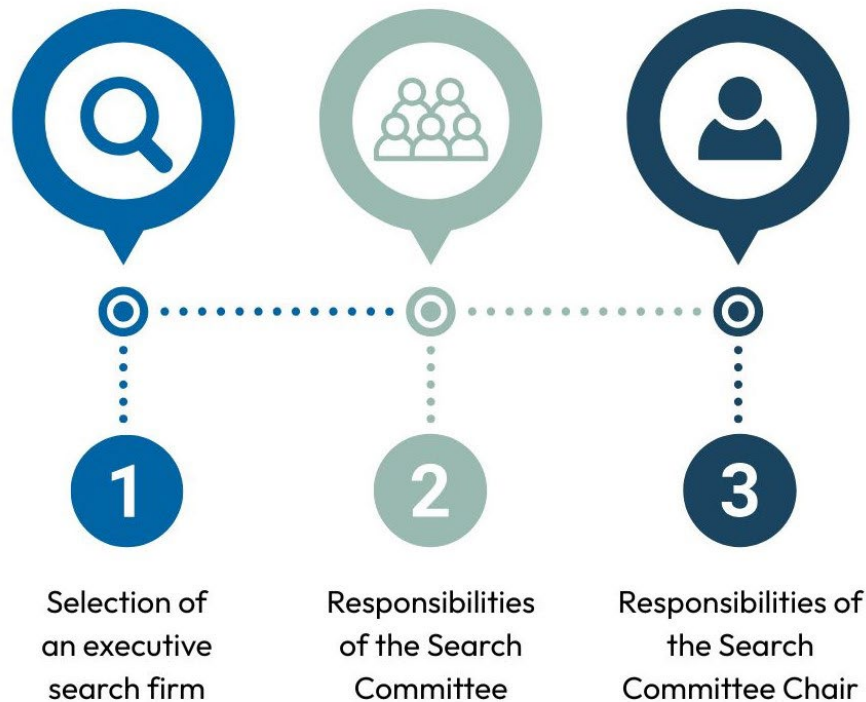 1
Selection of
an executive
search firm
2
Responsibilities
of the Search
Committee
3
Responsibilities of
the Search
Committee Chair